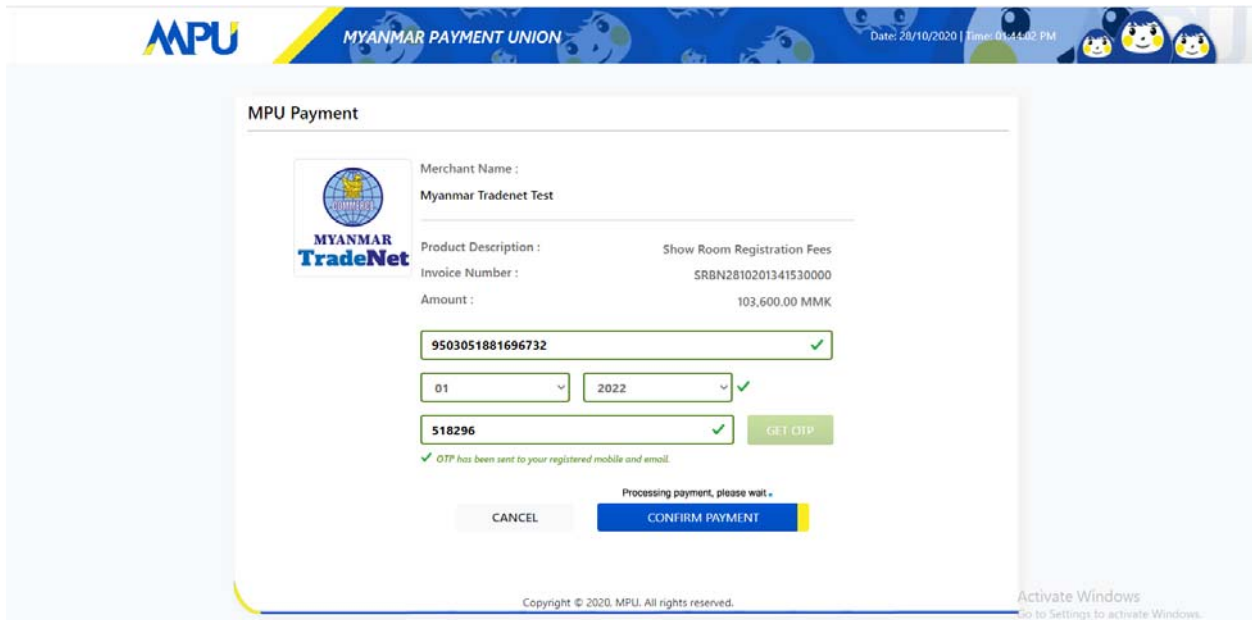 MPU
MYANMAR PAYMENT UNION
Date: 28/10/2020 | Time: 01:44:02 PM
MPU Payment
COMMERCE
MYANMAR
TradeNet
Merchant Name :
Myanmar Tradenet Test
Product Description : Show Room Registration Fees
Invoice Number : SRBN2810201341530000
Amount : 103,600.00 MMK
9503051881696732
01 2022
518296 GET OTP
OTP has been sent to your registered mobile and email.
Processing payment, please wait
CANCEL CONFIRM PAYMENT
Copyright © 2020. MPU. All rights reserved.
Activate Windows
Go to Settings to activate Windows.